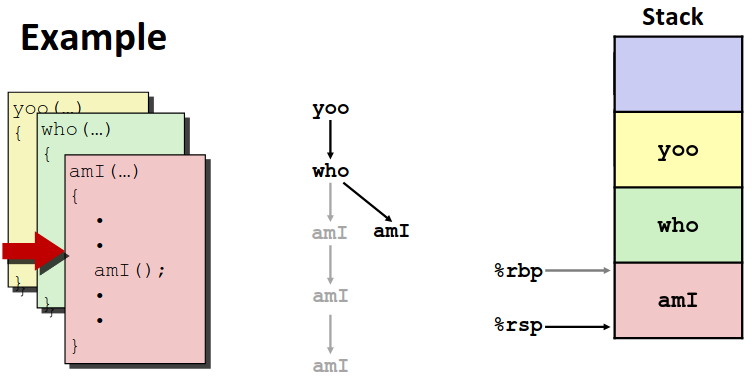 Example
yoo(…)
{
who(…)
{
amI(…)
{
•
•
amI();
•
•
}
}
}
yoo
who
amI
amI
amI
amI
Stack
yoo
who
%rbp
amI
%rsp